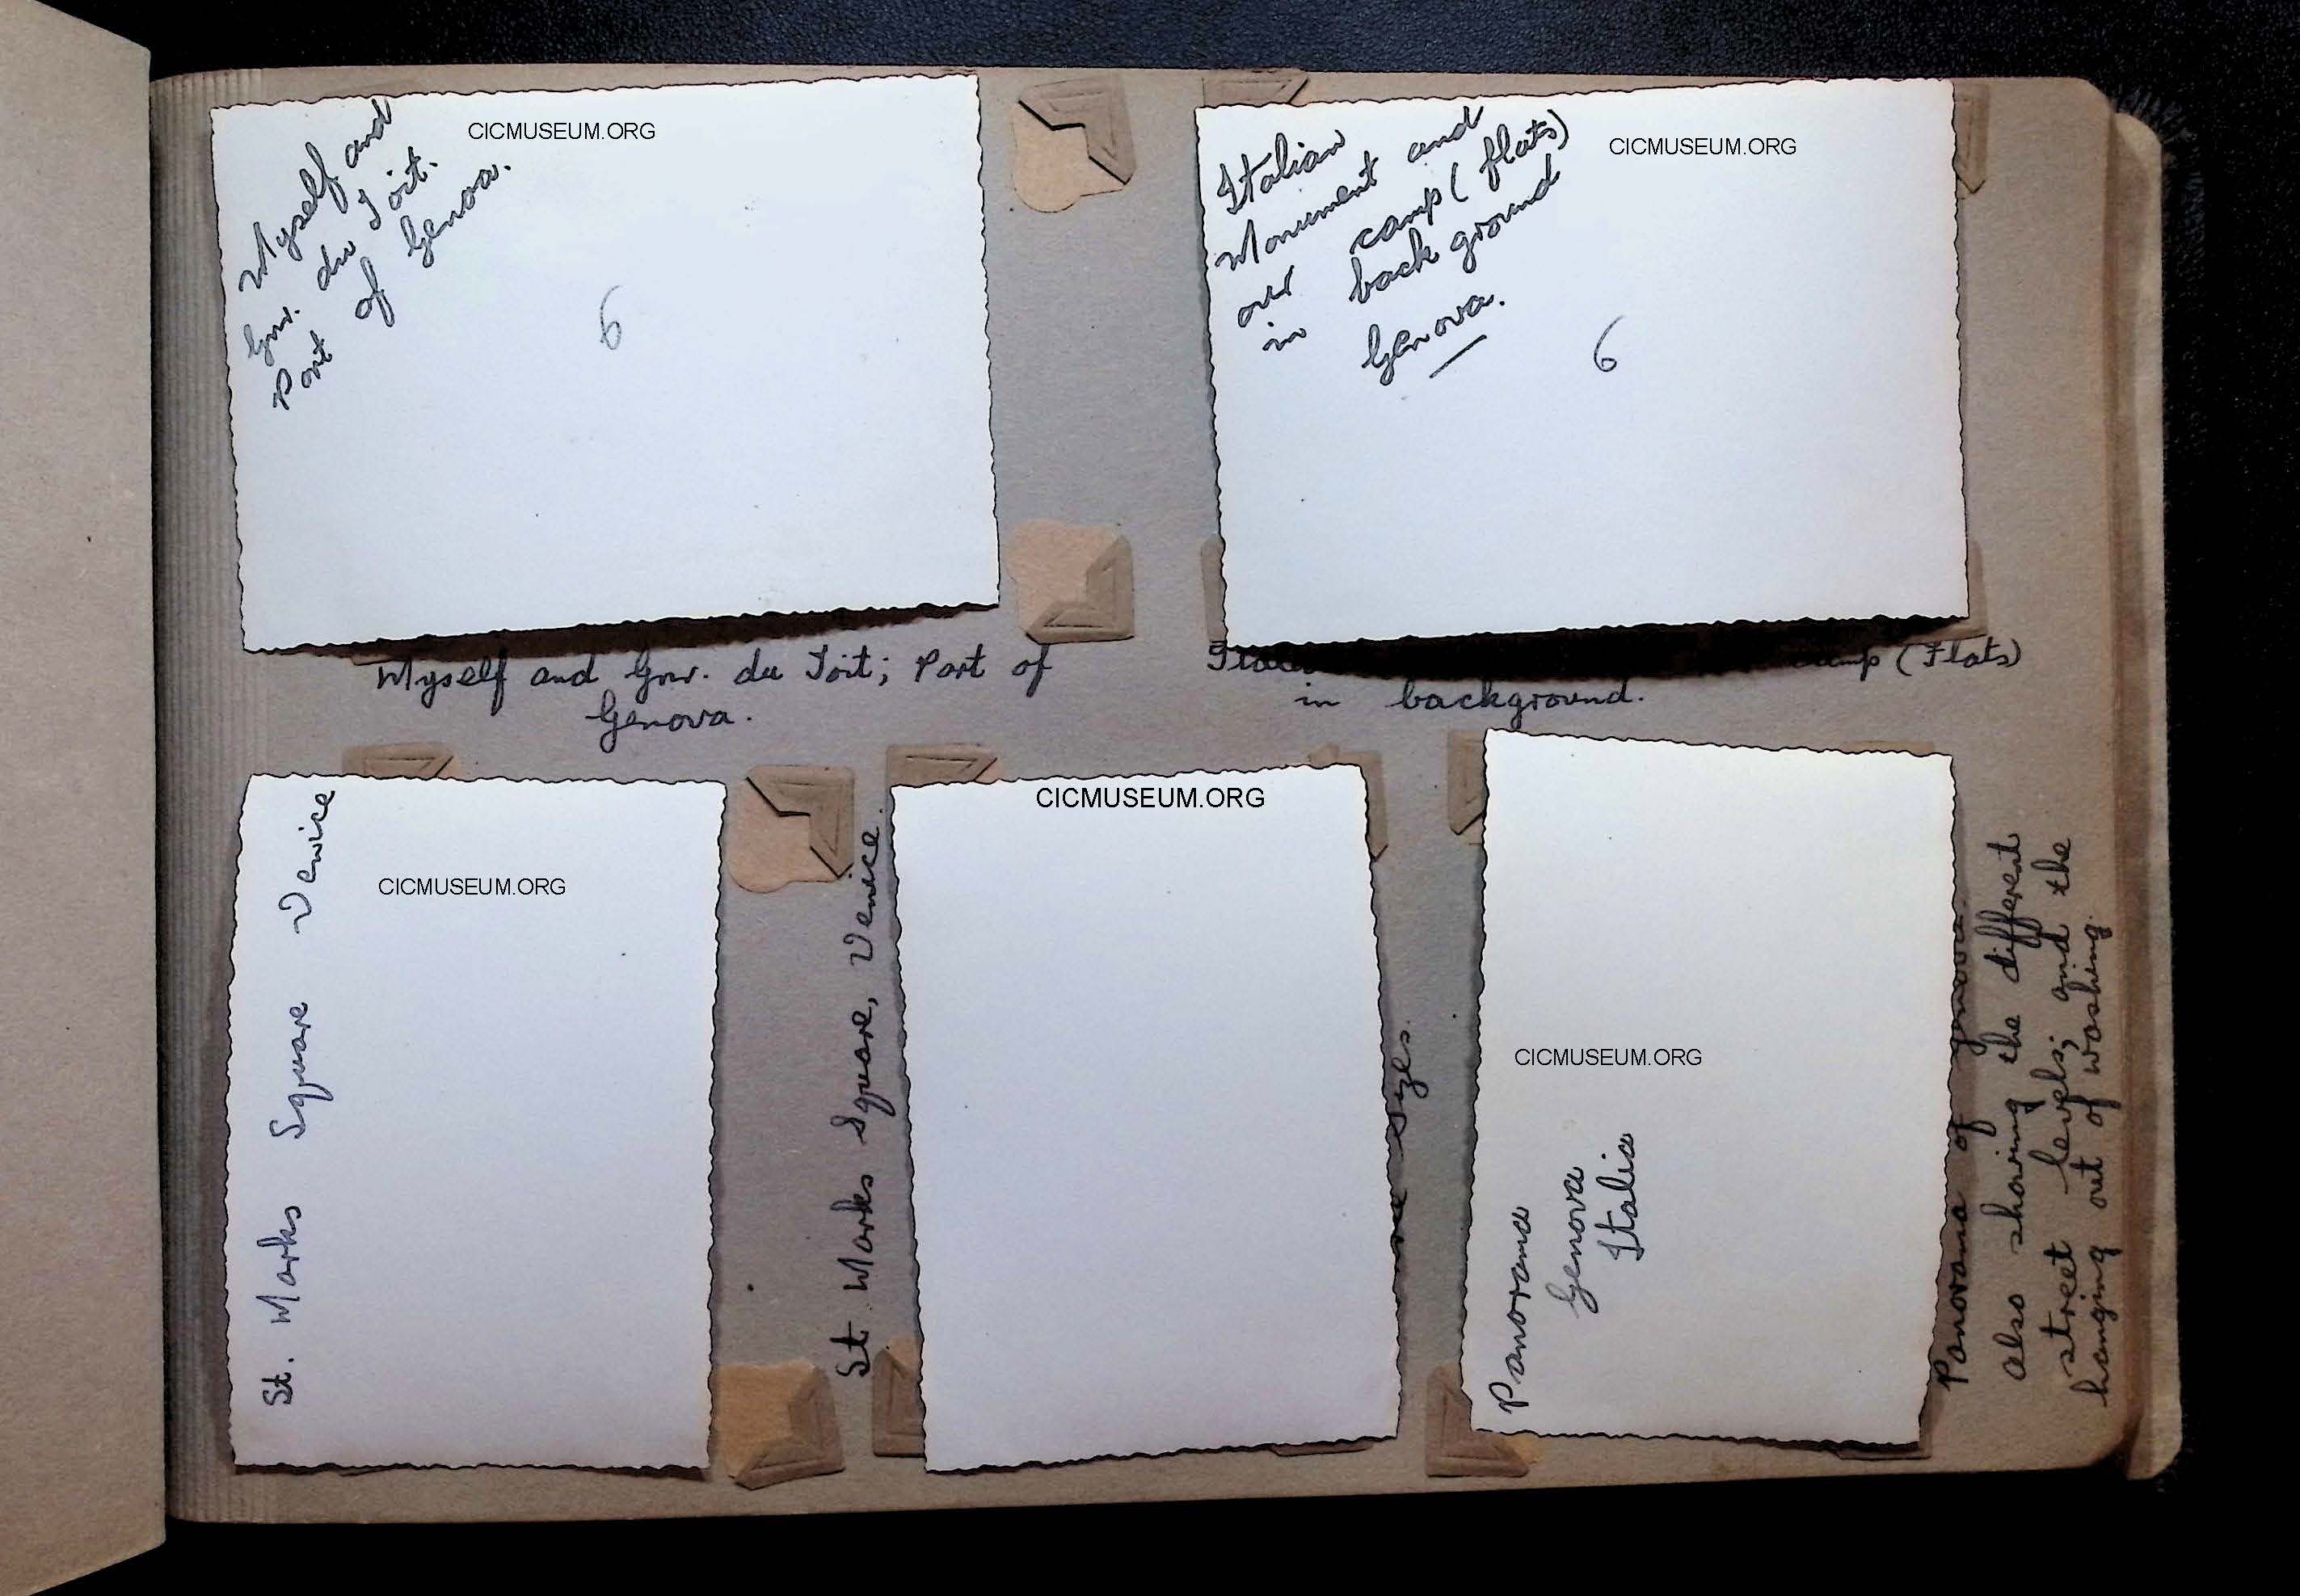 CICMUSEUM.ORG
Myself and
Gnr. du Toit.
Port of
Genova.
6
CICMUSEUM.ORG
Italian
Monument and
our camp (flats)
in back ground
Genova.
6
Myself and Gnr. du Toit; Port of
Genova.
camp (Flats)
in background.
CICMUSEUM.ORG
St. Marks Square Venice
St. Marks Square, Venice.
CICMUSEUM.ORG
sizes.
CICMUSEUM.ORG
Panorama
Genova
Italia
Panorama of Genova.
also showing the different
street levels; and the
hanging out of washing.